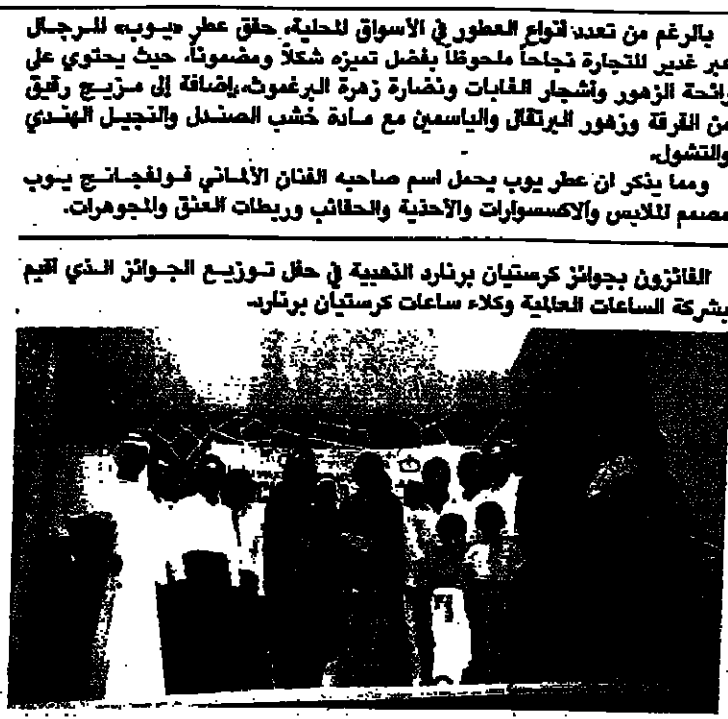 بالرغم من تعدد أنواع العطور في الأسواق المحلية، حقق عطر «يوب» للرجال
عبر غدير للتجارة نجاحاً ملحوظاً بفضل تميزه شكلاً ومضموناً، حيث يحتوي على
رائحة الزهور وأشجار الغابات ونضارة زهرة البرغموث، إضافة إلى مزيج رقيق
من القرفة وزهور البرتقال والياسمين مع مادة خشب الصندل والنجيل الهندي
والتشول.
ومما يذكر ان عطر يوب يحمل اسم صاحبه الفنان الألماني فولفجانج يوب
مصمم الملابس والاكسسوارات والأحذية والحقائب وربطات العنق والمجوهرات.
الفائزون بجوائز كرستيان برنارد الذهبية في حفل توزيع الجوائز الذي اقيم
بشركة الساعات العالمية وكلاء ساعات كرستيان برنارد.